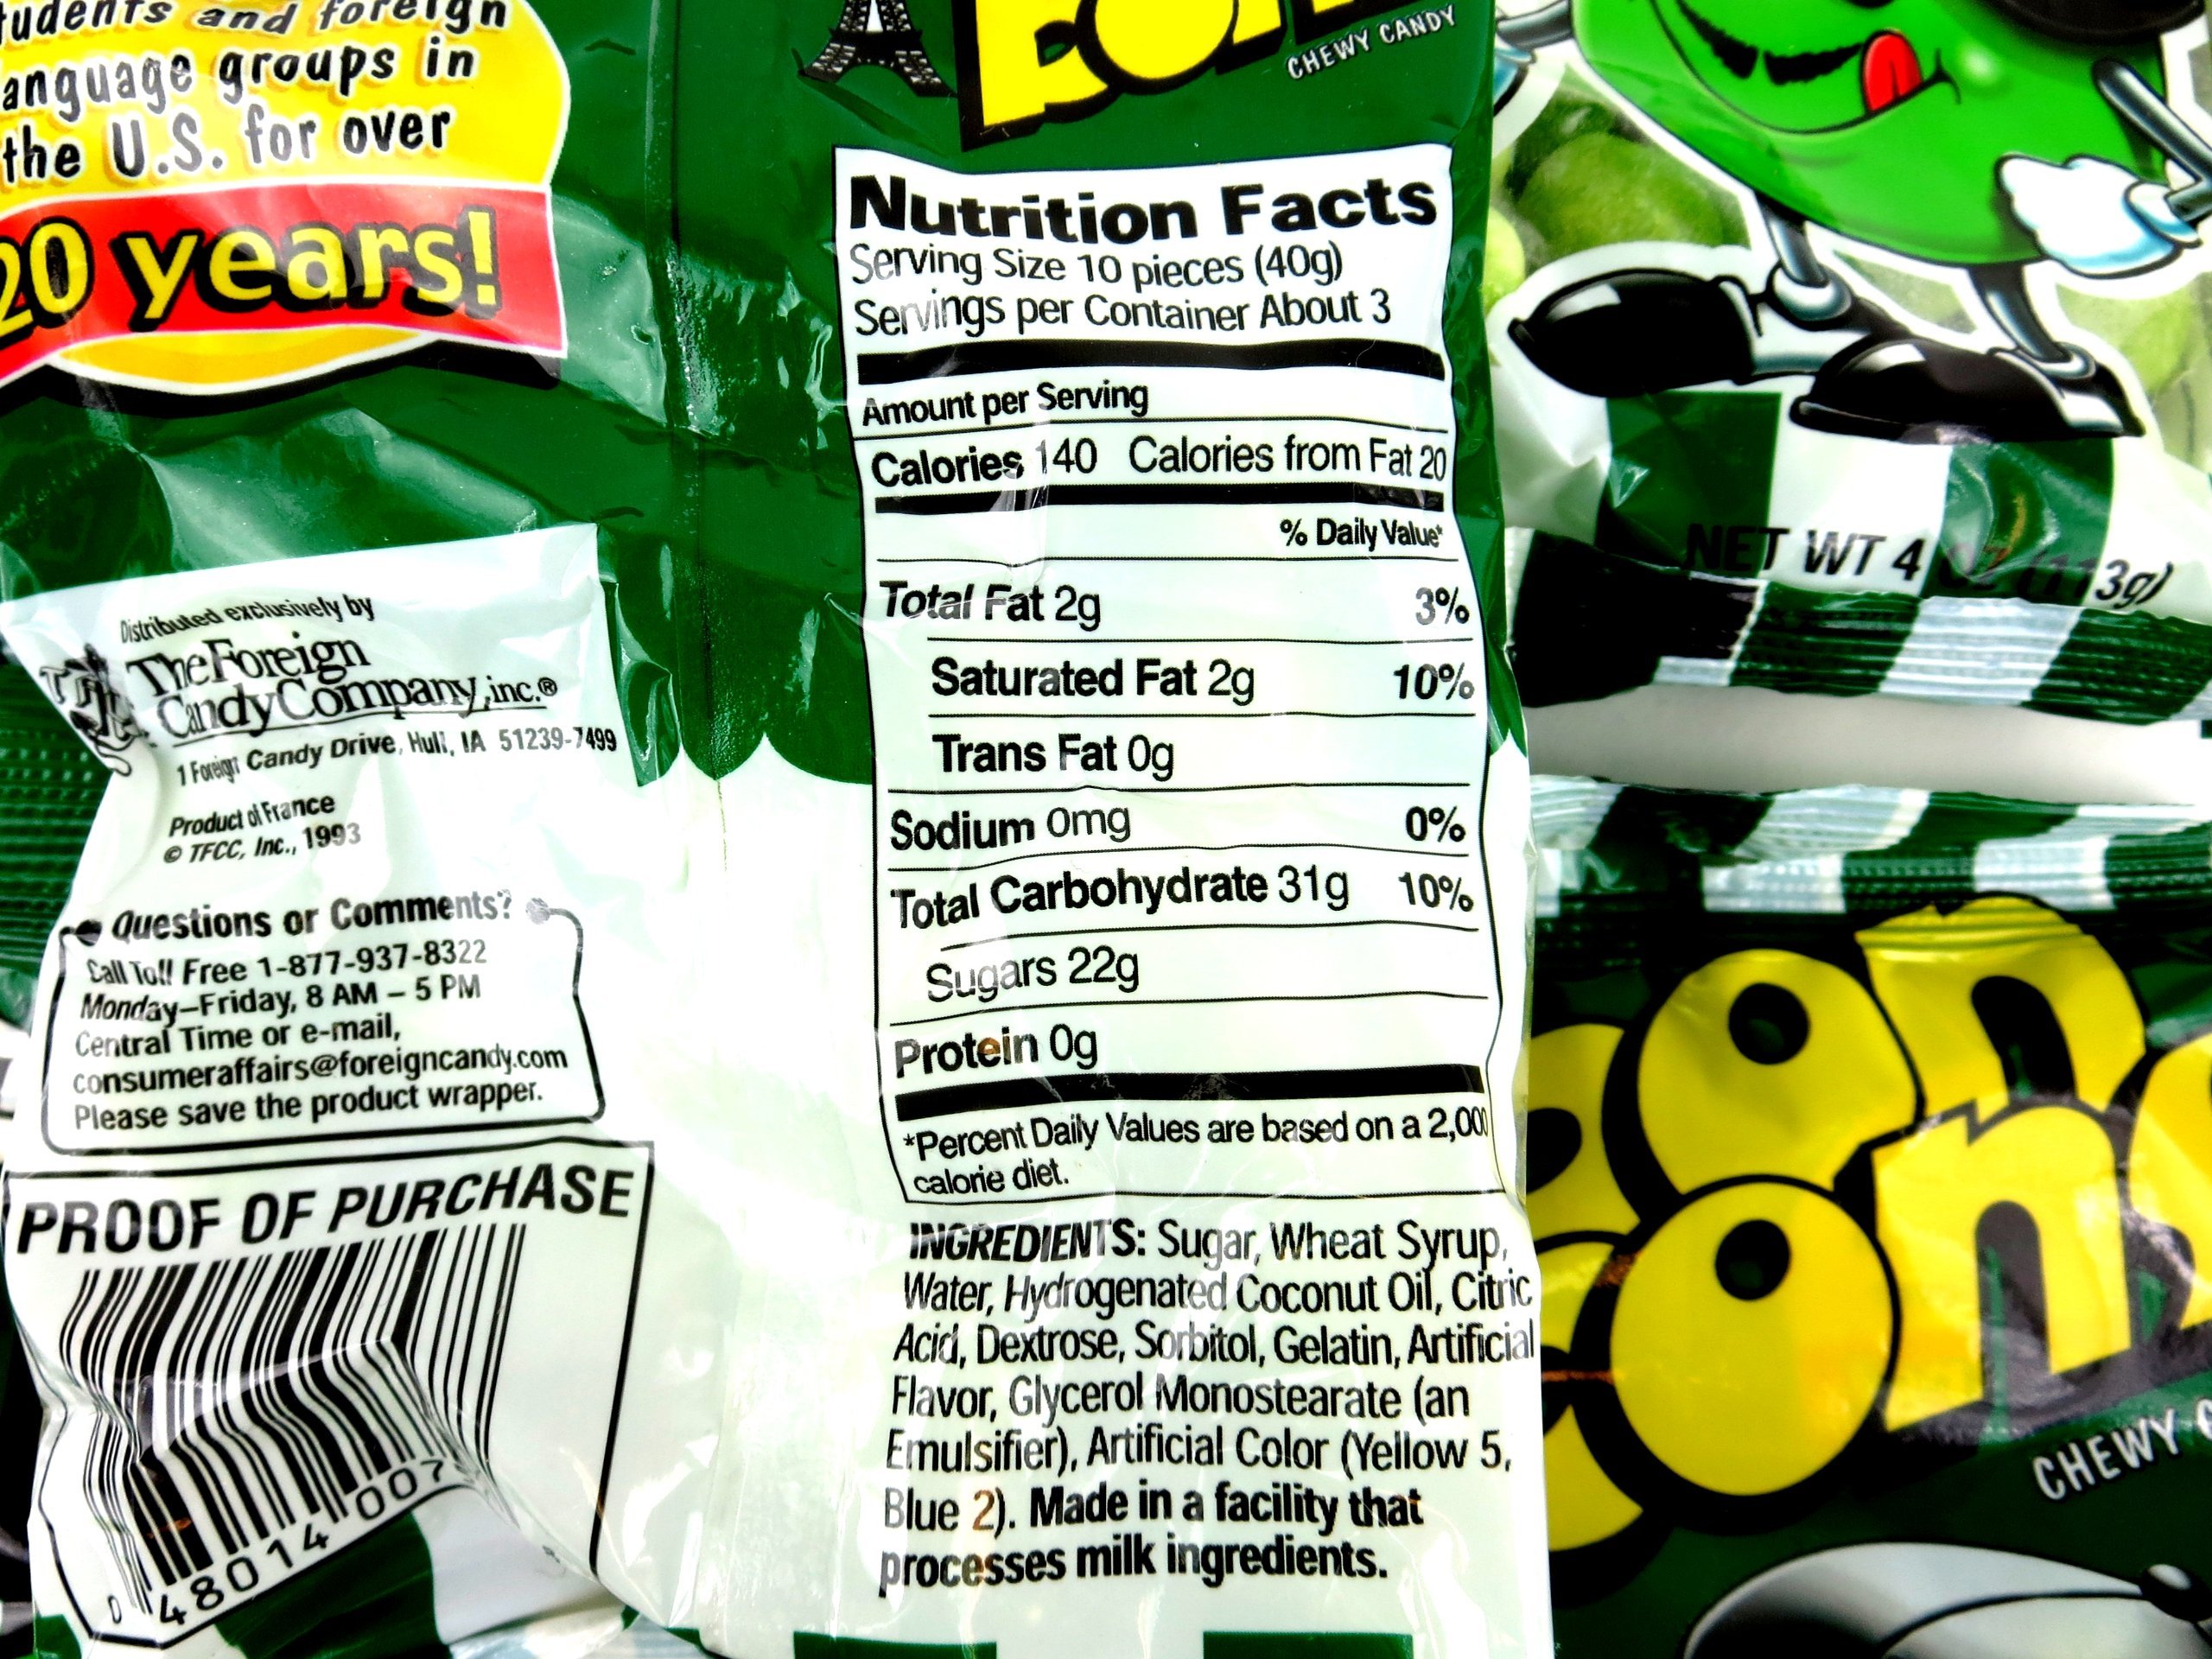 and foreign
groups in
the U.S. for over
20 years!
CHEWY CANDY
Nutrition Facts
Serving Size 10 pieces (40g)
Servings per Container About 3
Amount per Serving
Calories 140 Calories from Fat 20
% Daily Value*
Total Fat 2g 3%
Saturated Fat 2g 10%
Trans Fat 0g
Sodium 0mg 0%
Total Carbohydrate 31g 10%
Sugars 22g
Protein 0g
*Percent Daily Values are based on a 2,000
calorie diet.
INGREDIENTS: Sugar, Wheat Syrup,
Water, Hydrogenated Coconut Oil, Citric
Acid, Dextrose, Sorbitol, Gelatin, Artificial
Flavor, Glycerol Monostearate (an
Emulsifier), Artificial Color (Yellow 5,
Blue 2). Made in a facility that
processes milk ingredients.
Distributed exclusively by
The Foreign
Candy Company, inc.®
1 Foreign Candy Drive, Hull, IA 51239-7499
Product of France
© TFCC, Inc., 1993
Questions or Comments?
Call Toll Free 1-877-937-8322
Monday–Friday, 8 AM – 5 PM
Central Time or e-mail,
consumeraffairs@foreigncandy.com
Please save the product wrapper.
PROOF OF PURCHASE
0 48014 007
NET WT 4 OZ (113g)
CHEWY